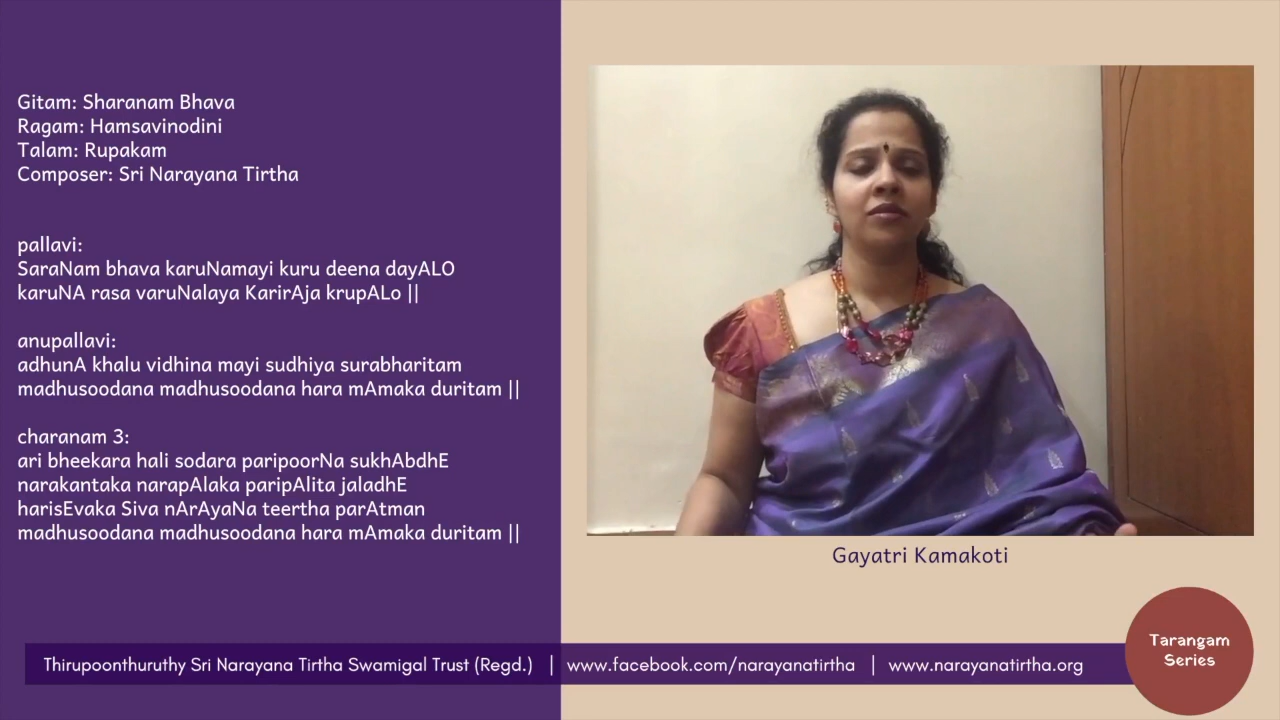 Gitam: Sharanam Bhava
Ragam: Hamsavinodini
Talam: Rupakam
Composer: Sri Narayana Tirtha
pallavi:
SaraNam bhava karuNamayi kuru deena dayALO
karuNA rasa varuNalaya KarirAja krupALo ||
anupallavi:
adhunA khalu vidhina mayi sudhiya surabharitam
madhusoodana madhusoodana hara mAmaka duritam ||
charanam 3:
ari bheekara hali sodara paripoorNa sukhAbdhE
narakantaka narapAlaka paripAlita jaladhE
harisEvaka Siva nArAyaNa teertha parAtman
madhusoodana madhusoodana hara mAmaka duritam ||
Gayatri Kamakoti
Thirupoonthuruthy Sri Narayana Tirtha Swamigal Trust (Regd.) | www.facebook.com/narayanatirtha | www.narayanatirtha.org
Tarangam
Series